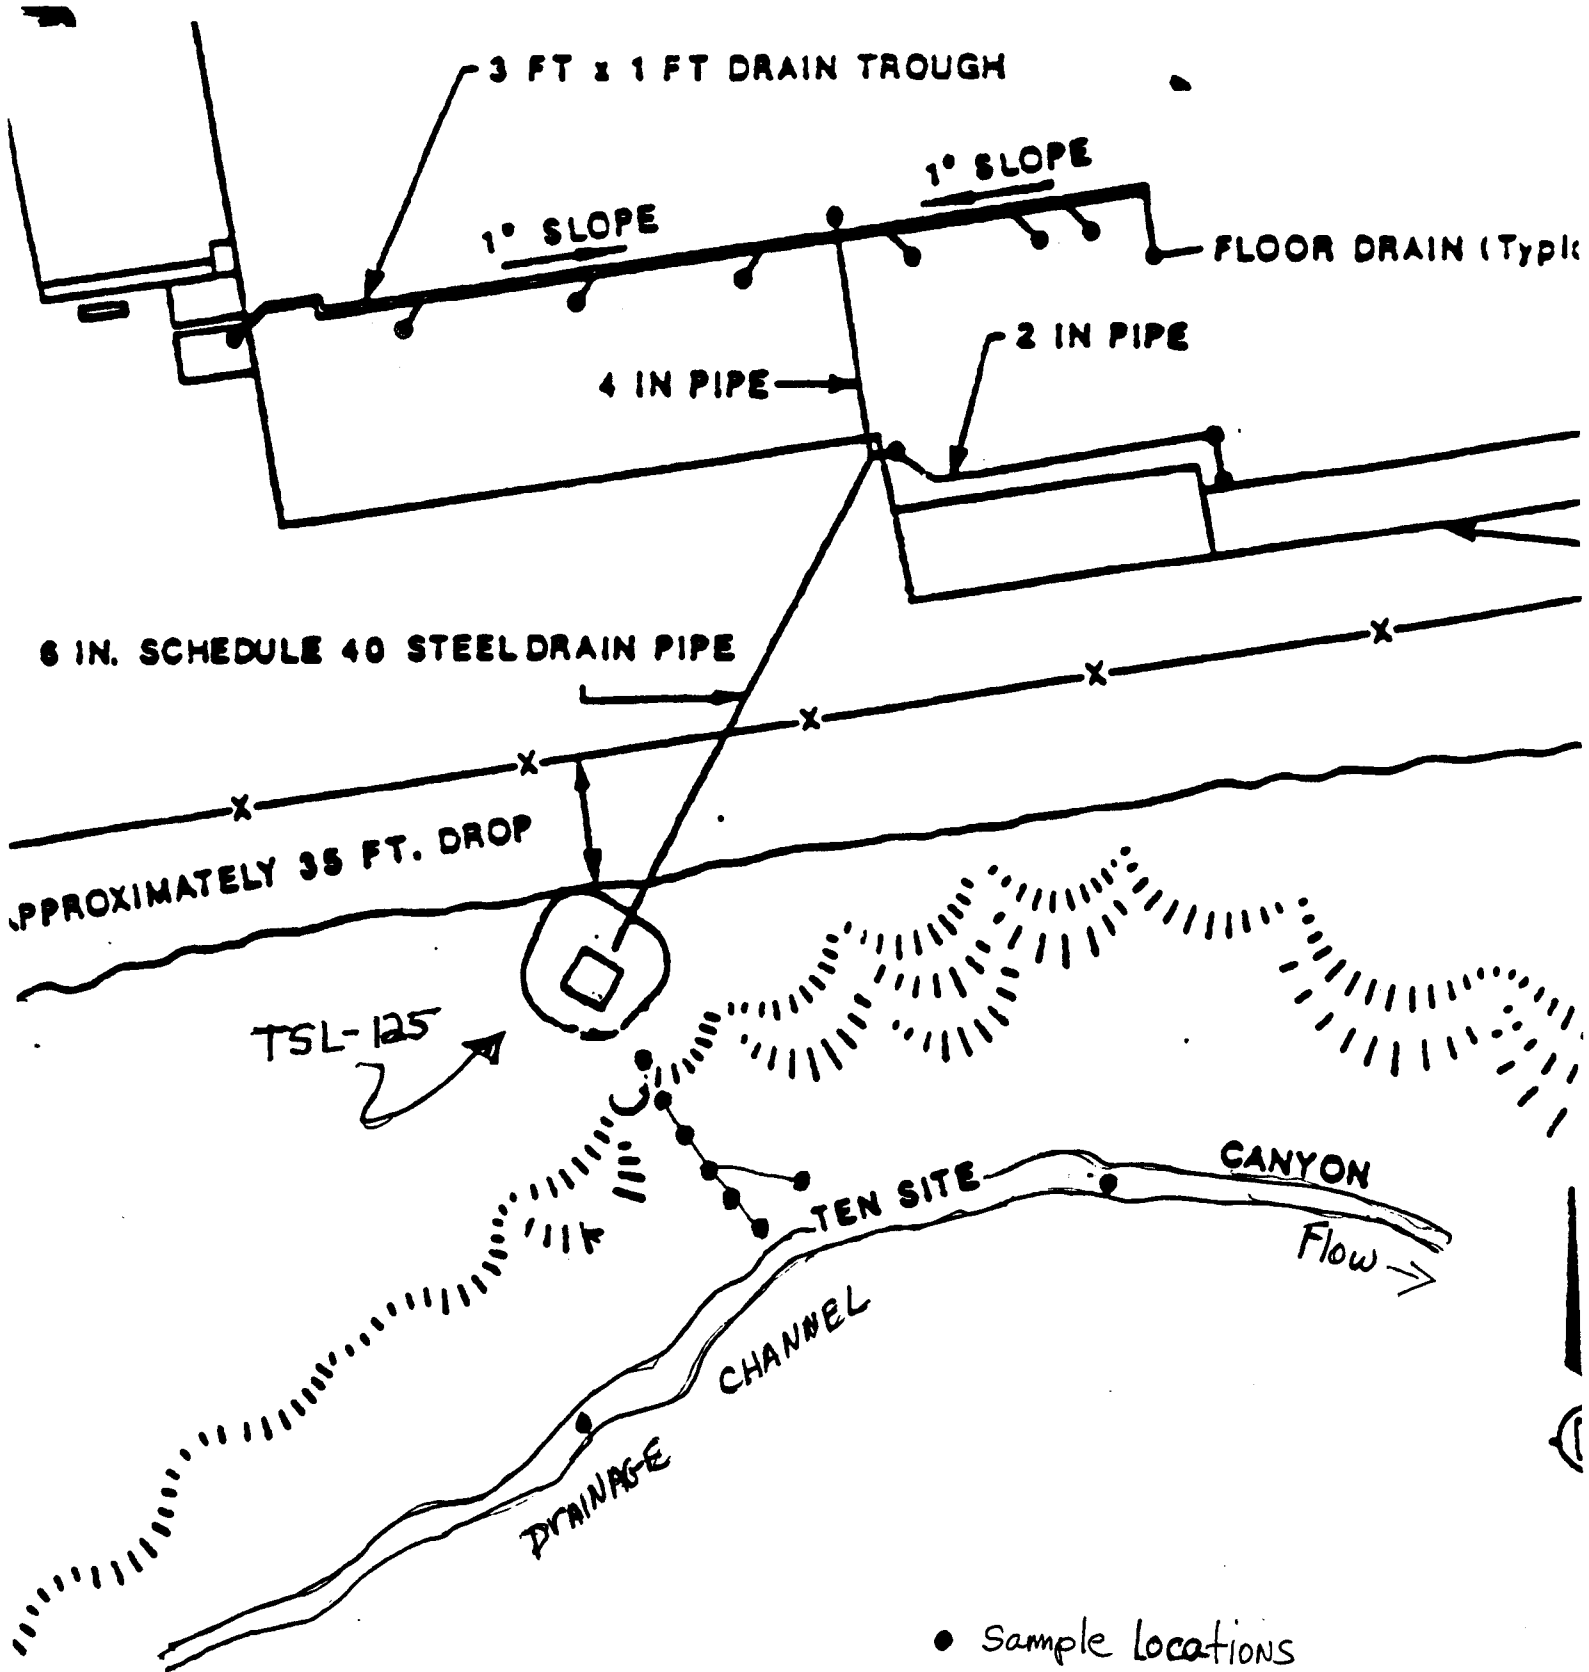 3 FT x 1 FT DRAIN TROUGH
1° SLOPE
1° SLOPE
FLOOR DRAIN (Typic
2 IN PIPE
4 IN PIPE
6 IN. SCHEDULE 40 STEEL DRAIN PIPE
X
X
X
X
X
APPROXIMATELY 35 FT. DROP
TSL-125
TEN SITE
CANYON
Flow
CHANNEL
DRAINAGE
Sample Locations